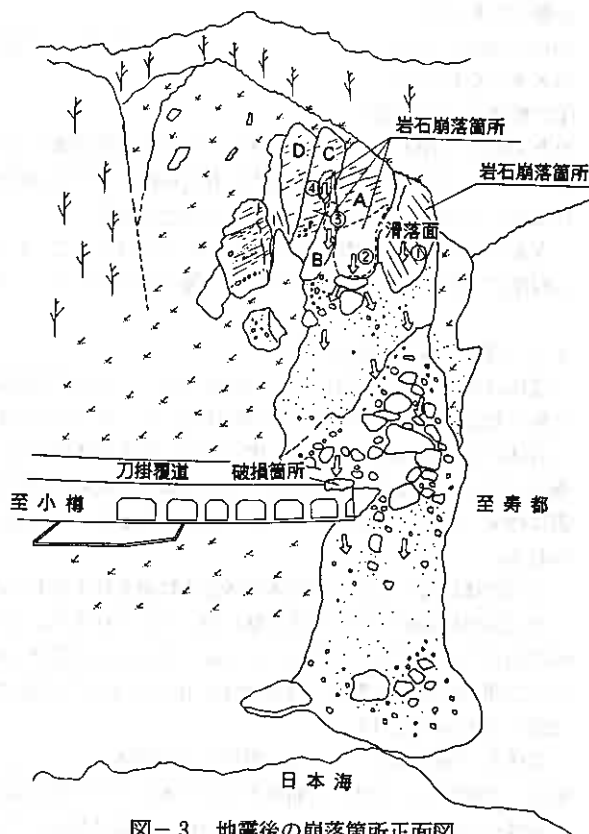 岩石崩落箇所
岩石崩落箇所
D
C
A
④
③
滑落面
①
②
B
刀掛覆道
破損箇所
至小樽
至寿都
日本海
図-3 地震後の崩落箇所正面図